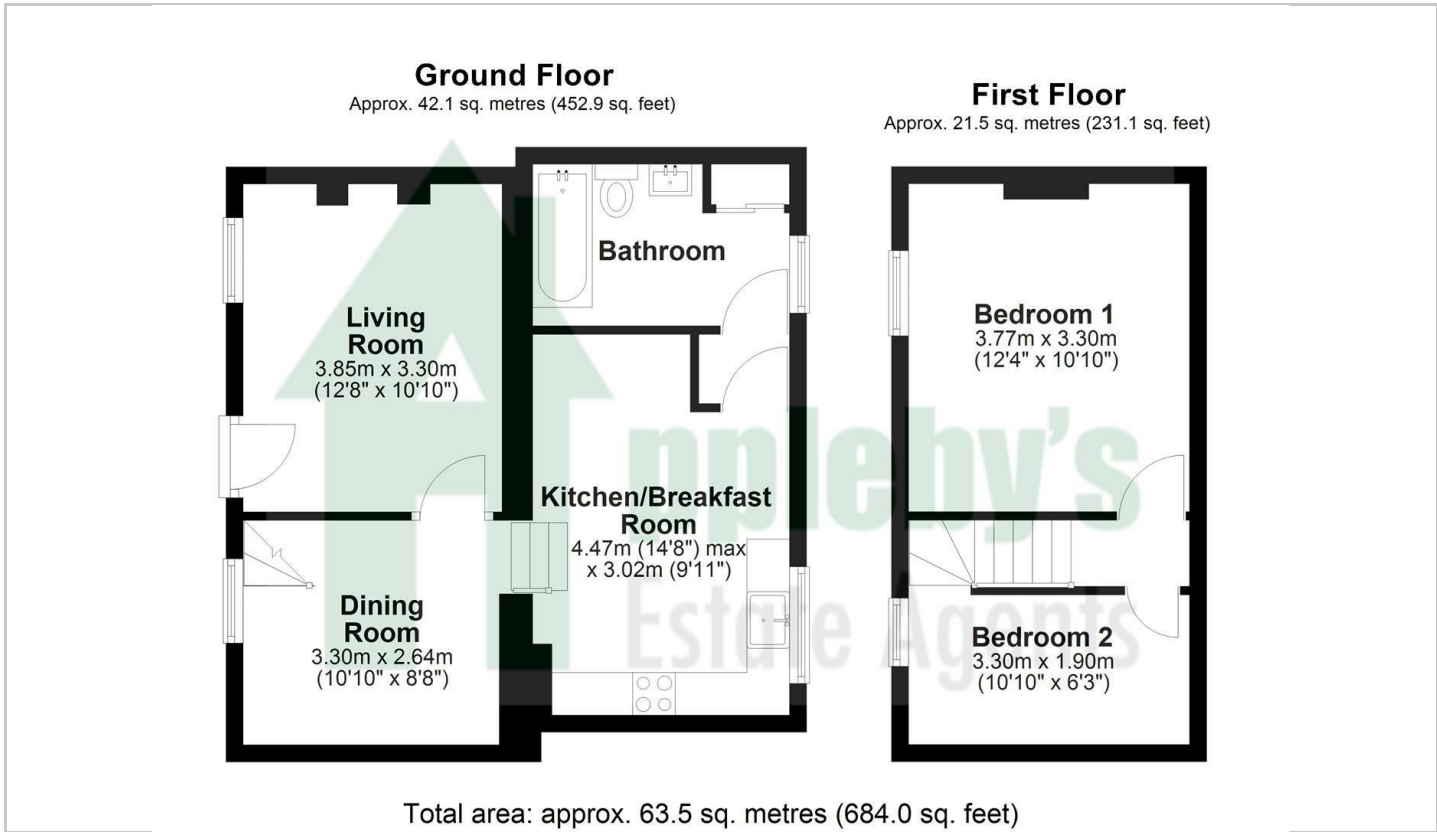 Ground Floor
Approx. 42.1 sq. metres (452.9 sq. feet)
First Floor
Approx. 21.5 sq. metres (231.1 sq. feet)
Bathroom
Living
Room
3.85m x 3.30m
(12'8" x 10'10")
Bedroom 1
3.77m x 3.30m
(12'4" x 10'10")
Kitchen/Breakfast
Room
4.47m (14'8") max
x 3.02m (9'11")
Dining
Room
3.30m x 2.64m
(10'10" x 8'8")
Bedroom 2
3.30m x 1.90m
(10'10" x 6'3")
Appleby's
Estate Agents
Total area: approx. 63.5 sq. metres (684.0 sq. feet)